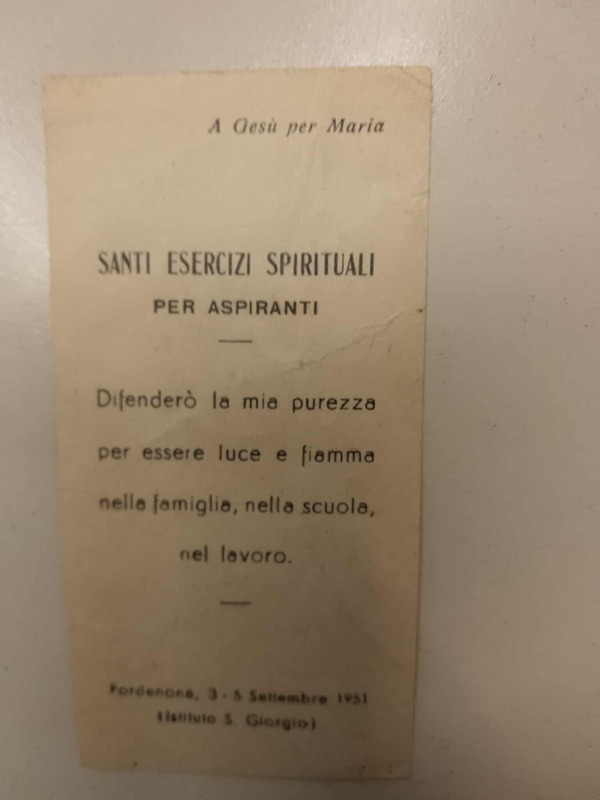 A Gesù per Maria
SANTI ESERCIZI SPIRITUALI
PER ASPIRANTI
Difenderò la mia purezza
per essere luce e fiamma
nella famiglia, nella scuola,
nel lavoro.
Pordenone, 3 - 5 Settembre 1951
(Istituto S. Giorgio)